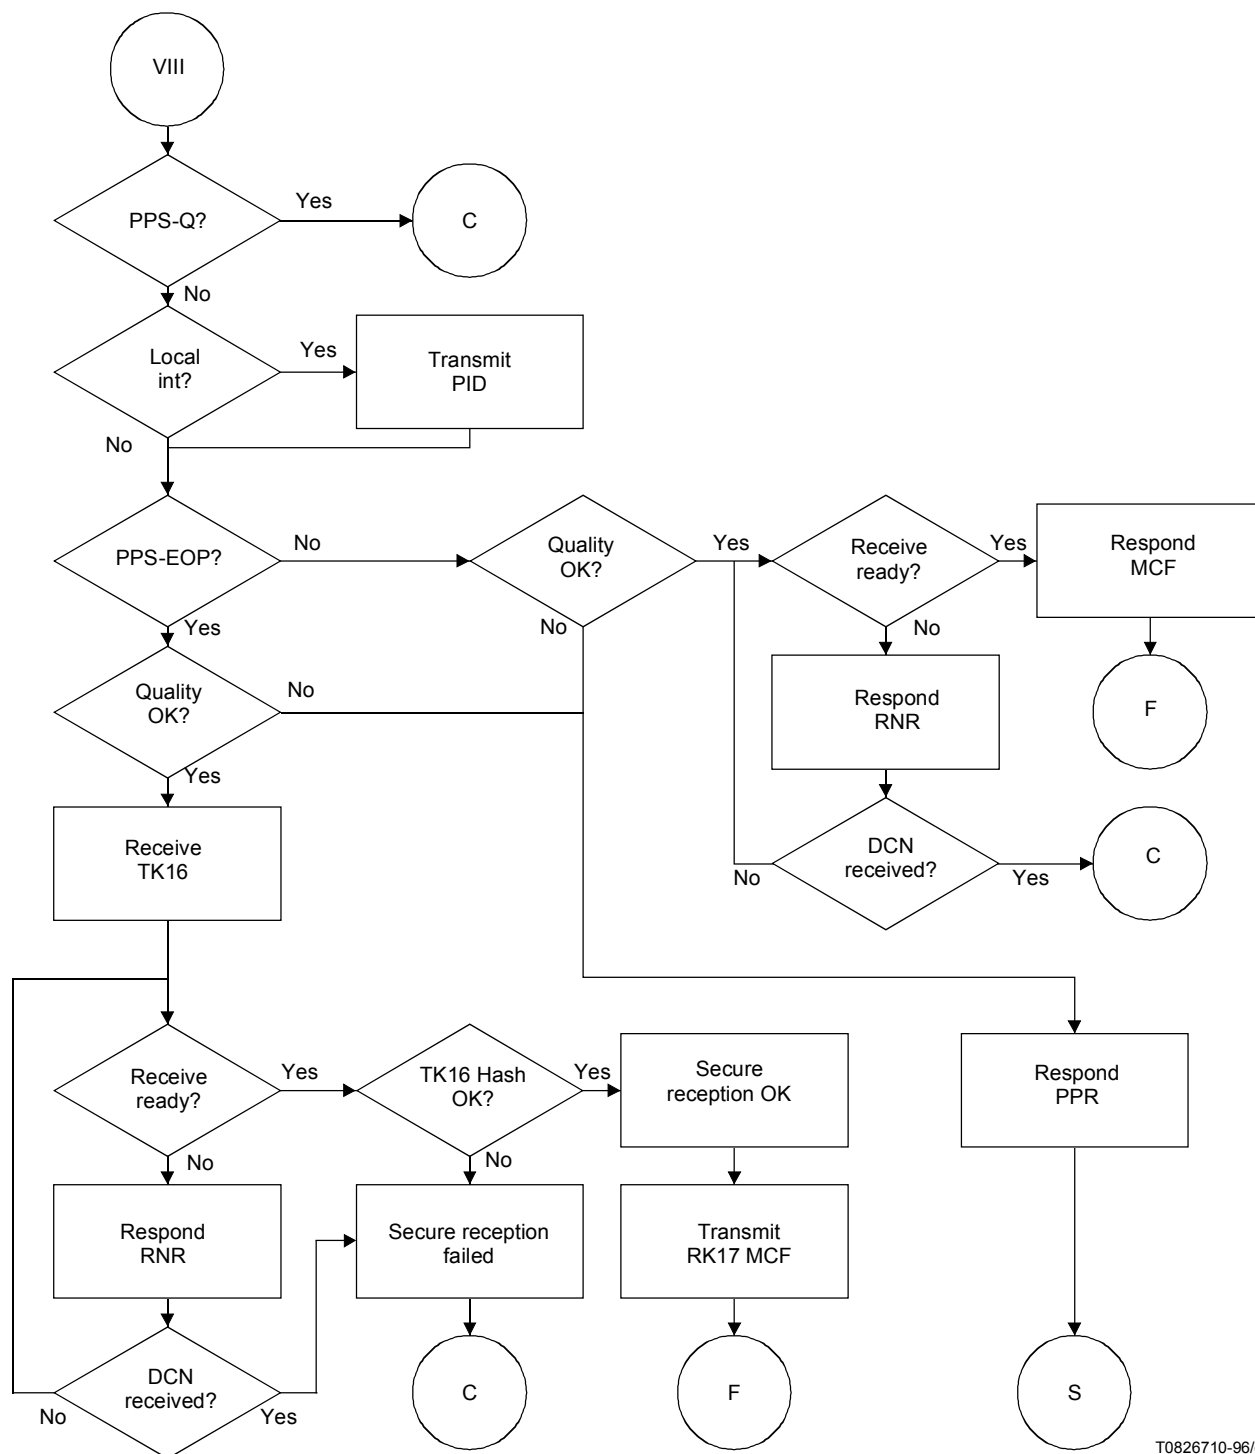 VIII
PPS-Q?
Yes
C
No
Local
int?
Yes
Transmit
PID
No
PPS-EOP?
No
Quality
OK?
Yes
Receive
ready?
Yes
Respond
MCF
Yes
No
No
Quality
OK?
No
Respond
RNR
F
Yes
Receive
TK16
DCN
received?
No
Yes
C
Receive
ready?
Yes
TK16 Hash
OK?
Yes
Secure
reception OK
Respond
PPR
No
No
Respond
RNR
Secure reception
failed
Transmit
RK17 MCF
DCN
received?
No
Yes
C
F
S
T0826710-96/